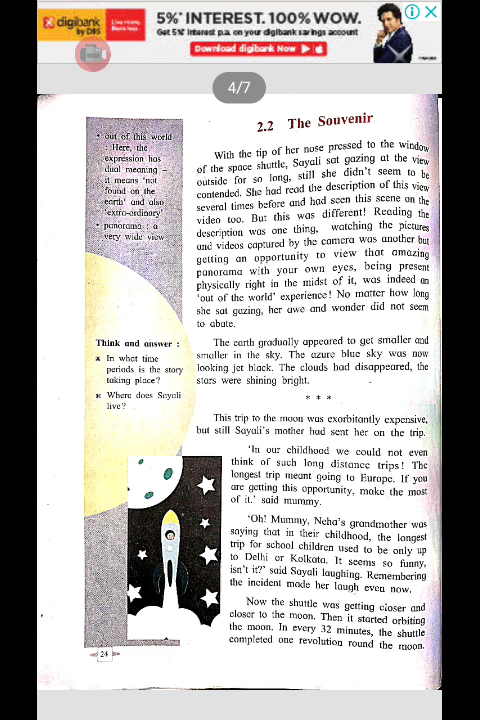 digibank
by DBS
Live more,
Bank less
5% INTEREST. 100% WOW.
Get 5% interest p.a. on your digibank savings account
Download digibank Now
4/7
2.2 The Souvenir
• out of this world
: Here, the
expression has
dual meaning –
it means 'not
found on the
earth' and also
'extro-ordinory'
• panorama : a
very wide view
Think and answer :
In what time
periods is the story
taking place?
Where does Sayali
live?
With the tip of her nose pressed to the window
of the space shuttle, Sayali sat gazing at the view
outside for so long, still she didn't seem to be
contended. She had read the description of this view
several times before and had seen this scene on the
video too. But this was different! Reading the
description was one thing, watching the pictures
and videos captured by the camera was another but
getting an opportunity to view that amazing
panorama with your own eyes, being present
physically right in the midst of it, was indeed an
'out of the world' experience! No matter how long
she sat gazing, her awe and wonder did not seem
to abate.
The earth gradually appeared to get smaller and
smaller in the sky. The azure blue sky was now
looking jet black. The clouds had disappeared, the
stars were shining bright.
* * *
This trip to the moon was exorbitantly expensive,
but still Sayali's mother had sent her on the trip.
'In our childhood we could not even
think of such long distance trips! The
longest trip meant going to Europe. If you
are getting this opportunity, make the most
of it.' said mummy.
'Oh! Mummy, Neha's grandmother was
saying that in their childhood, the longest
trip for school children used to be only up
to Delhi or Kolkata. It seems so funny,
isn't it?' said Sayali laughing. Remembering
the incident made her laugh even now.
Now the shuttle was getting closer and
closer to the moon. Then it started orbiting
the moon. In every 32 minutes, the shuttle
completed one revolution round the moon.
24